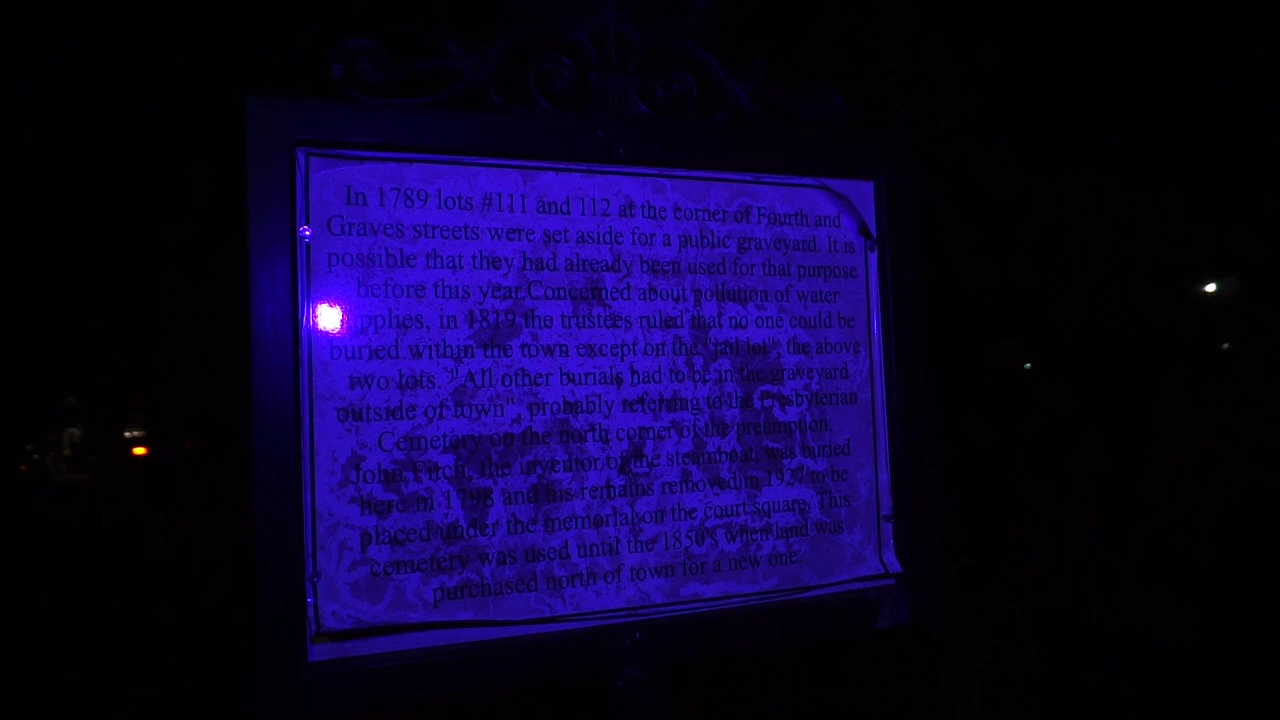 In 1789 lots #111 and 112 at the corner of Fourth and
Graves streets were set aside for a public graveyard. It is
possible that they had already been used for that purpose
before this year.Concerned about pollution of water
pplies, in 1819 the trustees ruled that no one could be
buried within the town except on the "jail lot", the above
two lots. "All other burials had to be in the graveyard
outside of town", probably referring to the Presbyterian
Cemetery on the north corner of the preemption.
John Fitch, the inventor of the steamboat, was buried
here in 1798 and his remains removed in 1927 to be
placed under the memorial on the court square. This
cemetery was used until the 1850's when land was
purchased north of town for a new one.